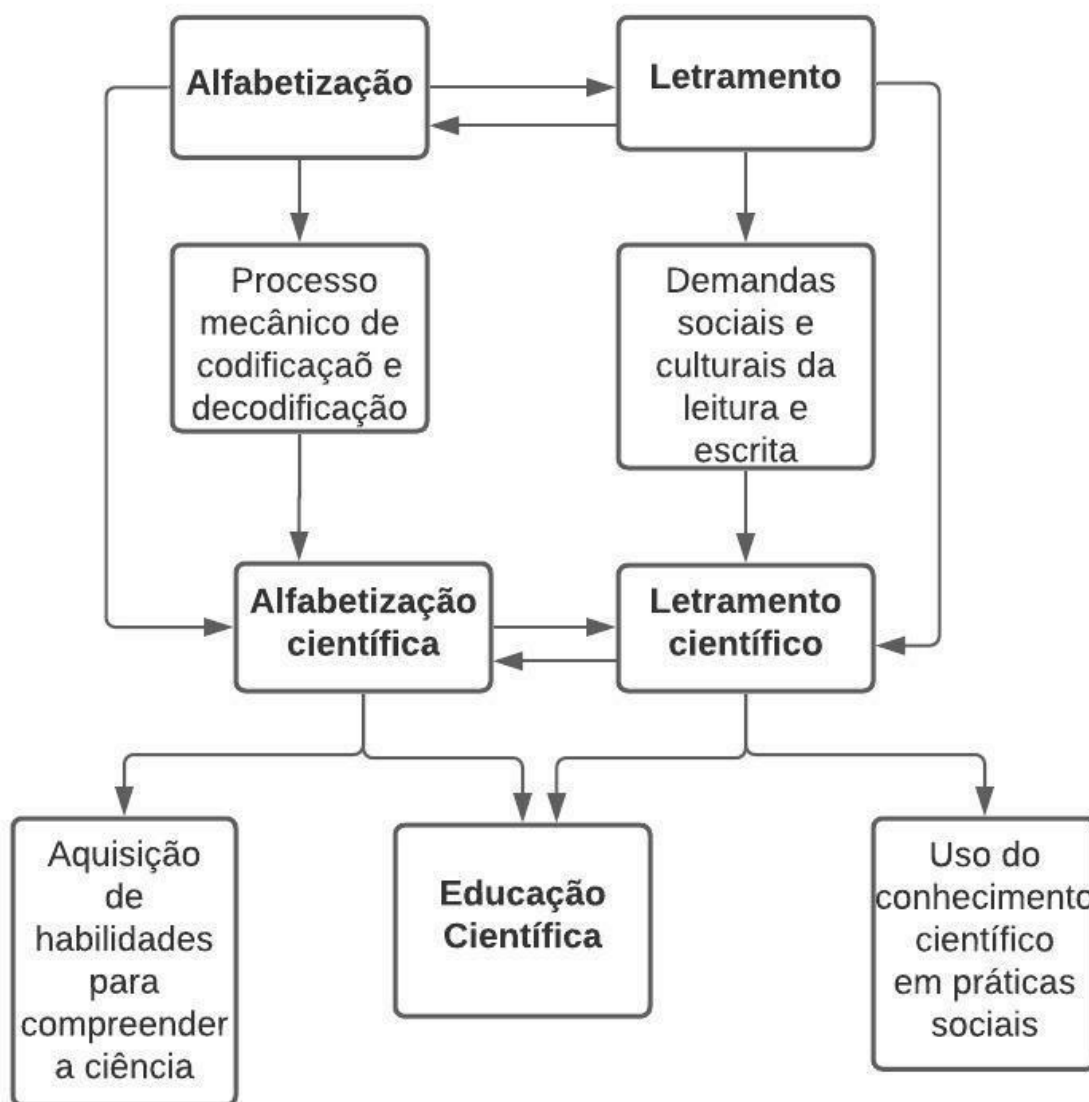 Alfabetização
Letramento
Processo
mecânico de
codificaçaõ e
decodificação
Demandas
sociais e
culturais da
leitura e
escrita
Alfabetização
científica
Letramento
científico
Aquisição
de
habilidades
para
compreender
a ciência
Educação
Científica
Uso do
conhecimento
científico
em práticas
sociais